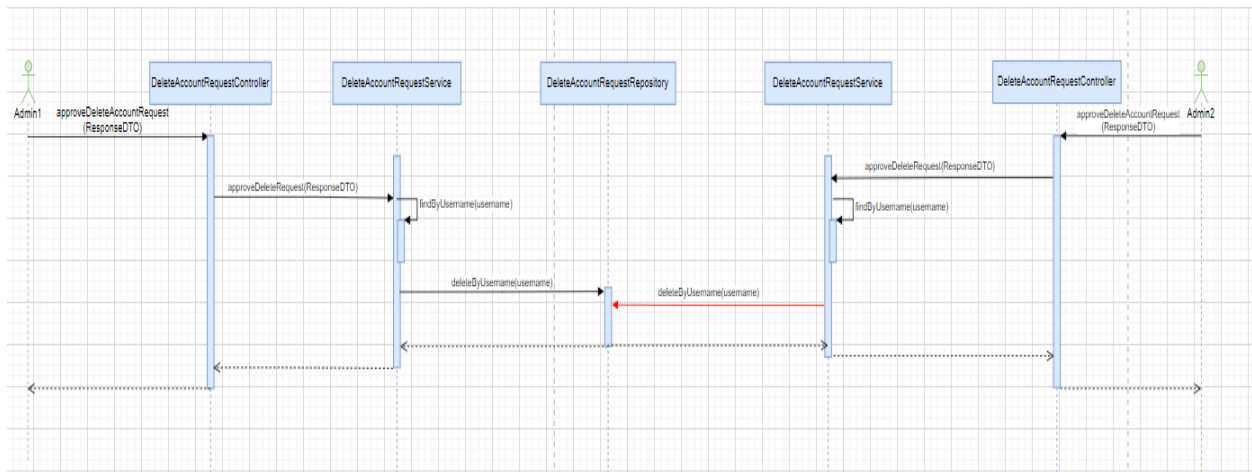 DeleteAccountRequestController
DeleteAccountRequestService
DeleteAccountRequestRepository
DeleteAccountRequestService
DeleteAccountRequestController
Admin1
Admin2
approveDeleteAccountRequest
(ResponseDTO)
approveDeleteAccountRequest
(ResponseDTO)
approveDeleteRequest(ResponseDTO)
approveDeleteRequest(ResponseDTO)
findByUsername(username)
findByUsername(username)
deleteByUsername(username)
deleteByUsername(username)